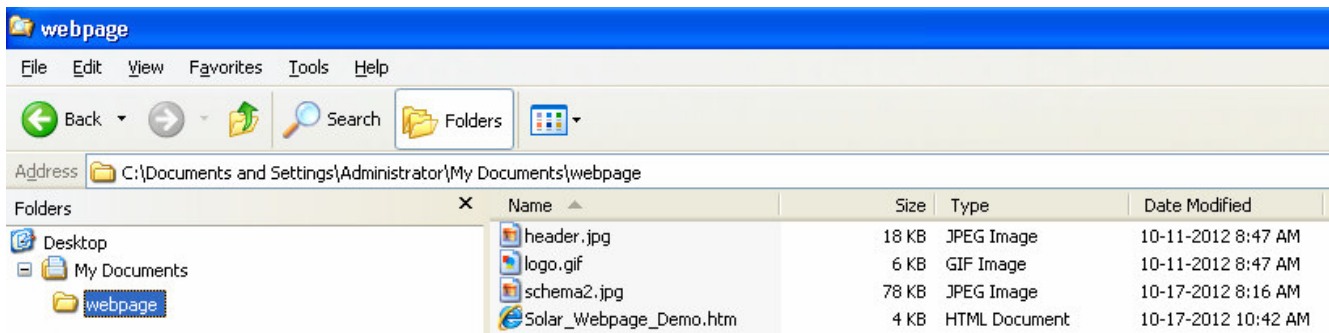 webpage
File Edit View Favorites Tools Help
Back Search Folders
Address C:\Documents and Settings\Administrator\My Documents\webpage
Folders X Name Size Type Date Modified
Desktop
My Documents
webpage
header.jpg 18 KB JPEG Image 10-11-2012 8:47 AM
logo.gif 6 KB GIF Image 10-11-2012 8:47 AM
schema2.jpg 78 KB JPEG Image 10-17-2012 8:16 AM
Solar_Webpage_Demo.htm 4 KB HTML Document 10-17-2012 10:42 AM